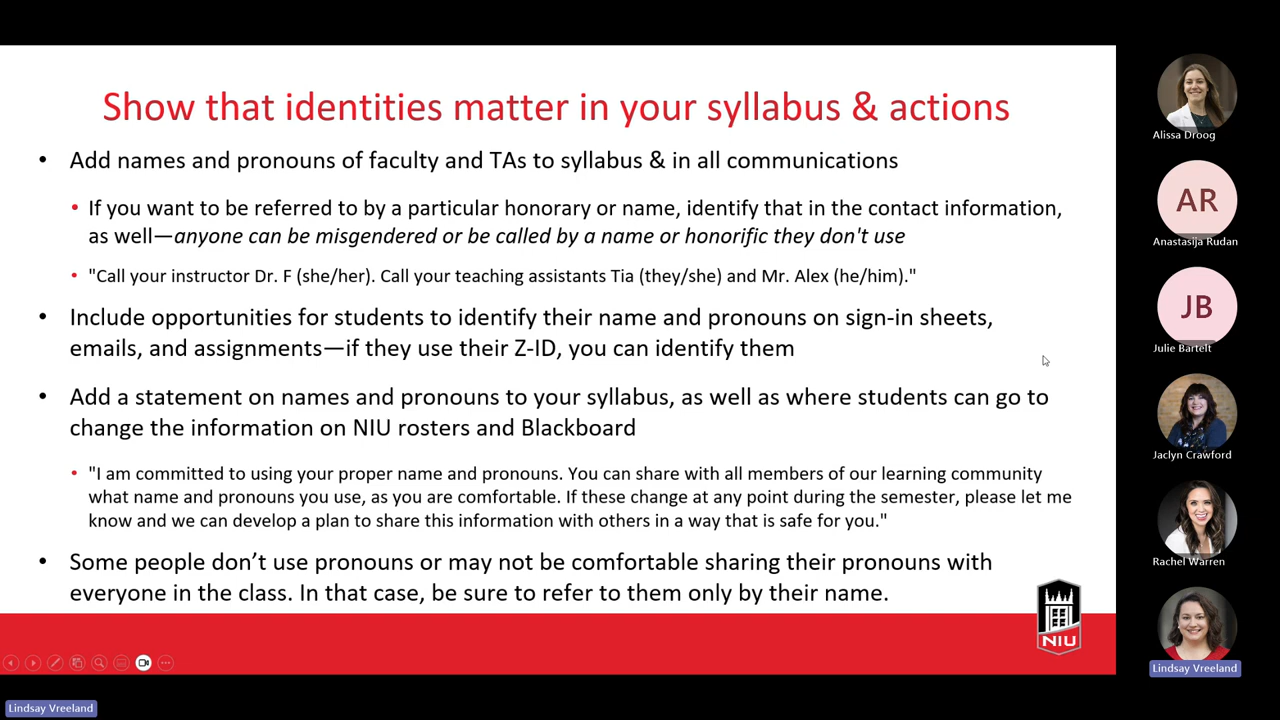 Show that identities matter in your syllabus & actions
• Add names and pronouns of faculty and TAs to syllabus & in all communications
• If you want to be referred to by a particular honorary or name, identify that in the contact information,
as well—anyone can be misgendered or be called by a name or honorific they don't use
• "Call your instructor Dr. F (she/her). Call your teaching assistants Tia (they/she) and Mr. Alex (he/him)."
• Include opportunities for students to identify their name and pronouns on sign-in sheets,
emails, and assignments—if they use their Z-ID, you can identify them
• Add a statement on names and pronouns to your syllabus, as well as where students can go to
change the information on NIU rosters and Blackboard
• "I am committed to using your proper name and pronouns. You can share with all members of our learning community
what name and pronouns you use, as you are comfortable. If these change at any point during the semester, please let me
know and we can develop a plan to share this information with others in a way that is safe for you."
• Some people don’t use pronouns or may not be comfortable sharing their pronouns with
everyone in the class. In that case, be sure to refer to them only by their name.
NIU
Alissa Droog
AR
Anastasija Rudan
JB
Julie Bartelt
Jaclyn Crawford
Rachel Warren
Lindsay Vreeland
Lindsay Vreeland